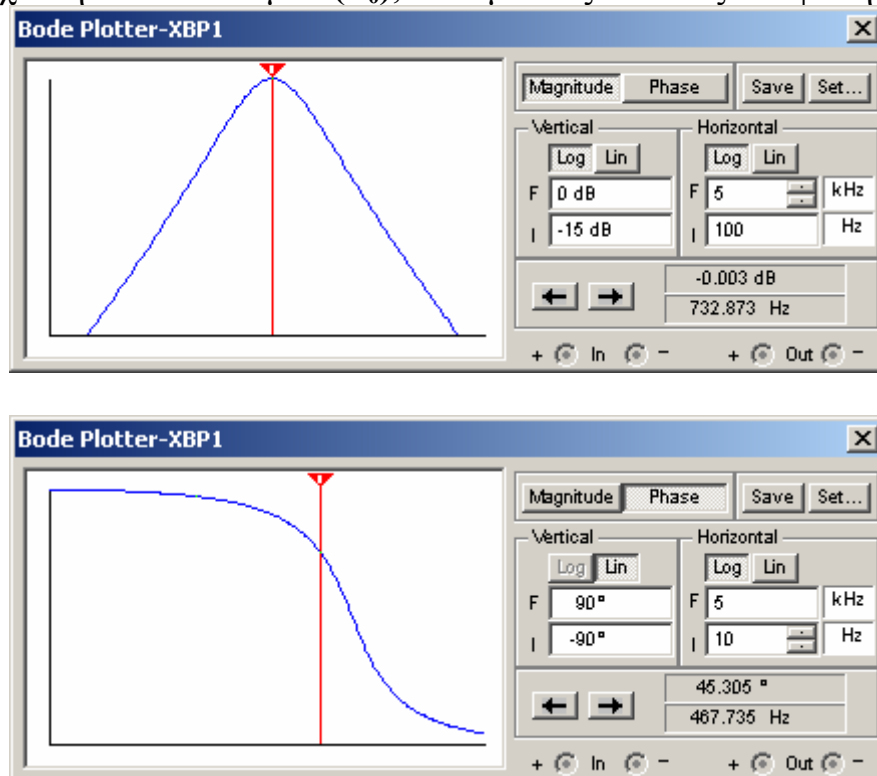 Bode Plotter-XBP1
Magnitude Phase Save Set...
Vertical Horizontal
Log Lin Log Lin
F 0 dB F 5 kHz
I -15 dB I 100 Hz
-0.003 dB
732.873 Hz
+ In - + Out -
Bode Plotter-XBP1
Magnitude Phase Save Set...
Vertical Horizontal
Log Lin Log Lin
F 90° F 5 kHz
I -90° I 10 Hz
45.305 °
467.735 Hz
+ In - + Out -